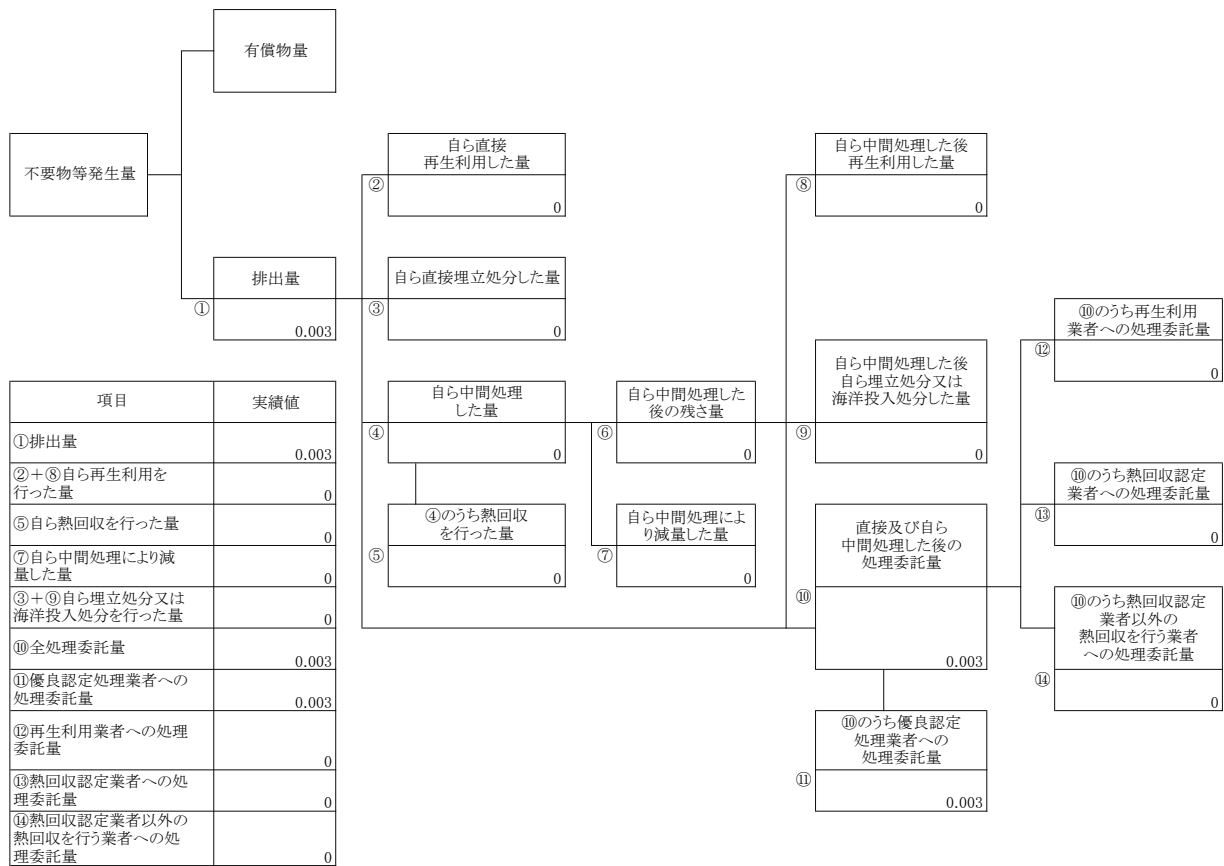 有償物量
不要物等発生量
自ら直接
再生利用した量
②
0
自ら中間処理した後
再生利用した量
⑧
0
排出量
①
0.003
自ら直接埋立処分した量
③
0
⑩のうち再生利用
業者への処理委託量
⑫
0
自ら中間処理
した量
④
0
自ら中間処理した
後の残さ量
⑥
0
自ら中間処理した後
自ら埋立処分又は
海洋投入処分した量
⑨
0
⑩のうち熱回収認定
業者への処理委託量
⑬
0
④のうち熱回収
を行った量
⑤
0
自ら中間処理によ
り減量した量
⑦
0
直接及び自ら
中間処理した後の
処理委託量
⑩
0.003
⑩のうち熱回収認定
業者以外の
熱回収を行う業者
への処理委託量
⑭
0
⑩のうち優良認定
処理業者への
処理委託量
⑪
0.003
項目 実績値
①排出量 0.003
②+⑧自ら再生利用を
行った量 0
⑤自ら熱回収を行った量 0
⑦自ら中間処理により減
量した量 0
③+⑨自ら埋立処分又は
海洋投入処分を行った量 0
⑩全処理委託量 0.003
⑪優良認定処理業者への
処理委託量 0.003
⑫再生利用業者への処理
委託量 0
⑬熱回収認定業者への処
理委託量 0
⑭熱回収認定業者以外の
熱回収を行う業者への処
理委託量 0